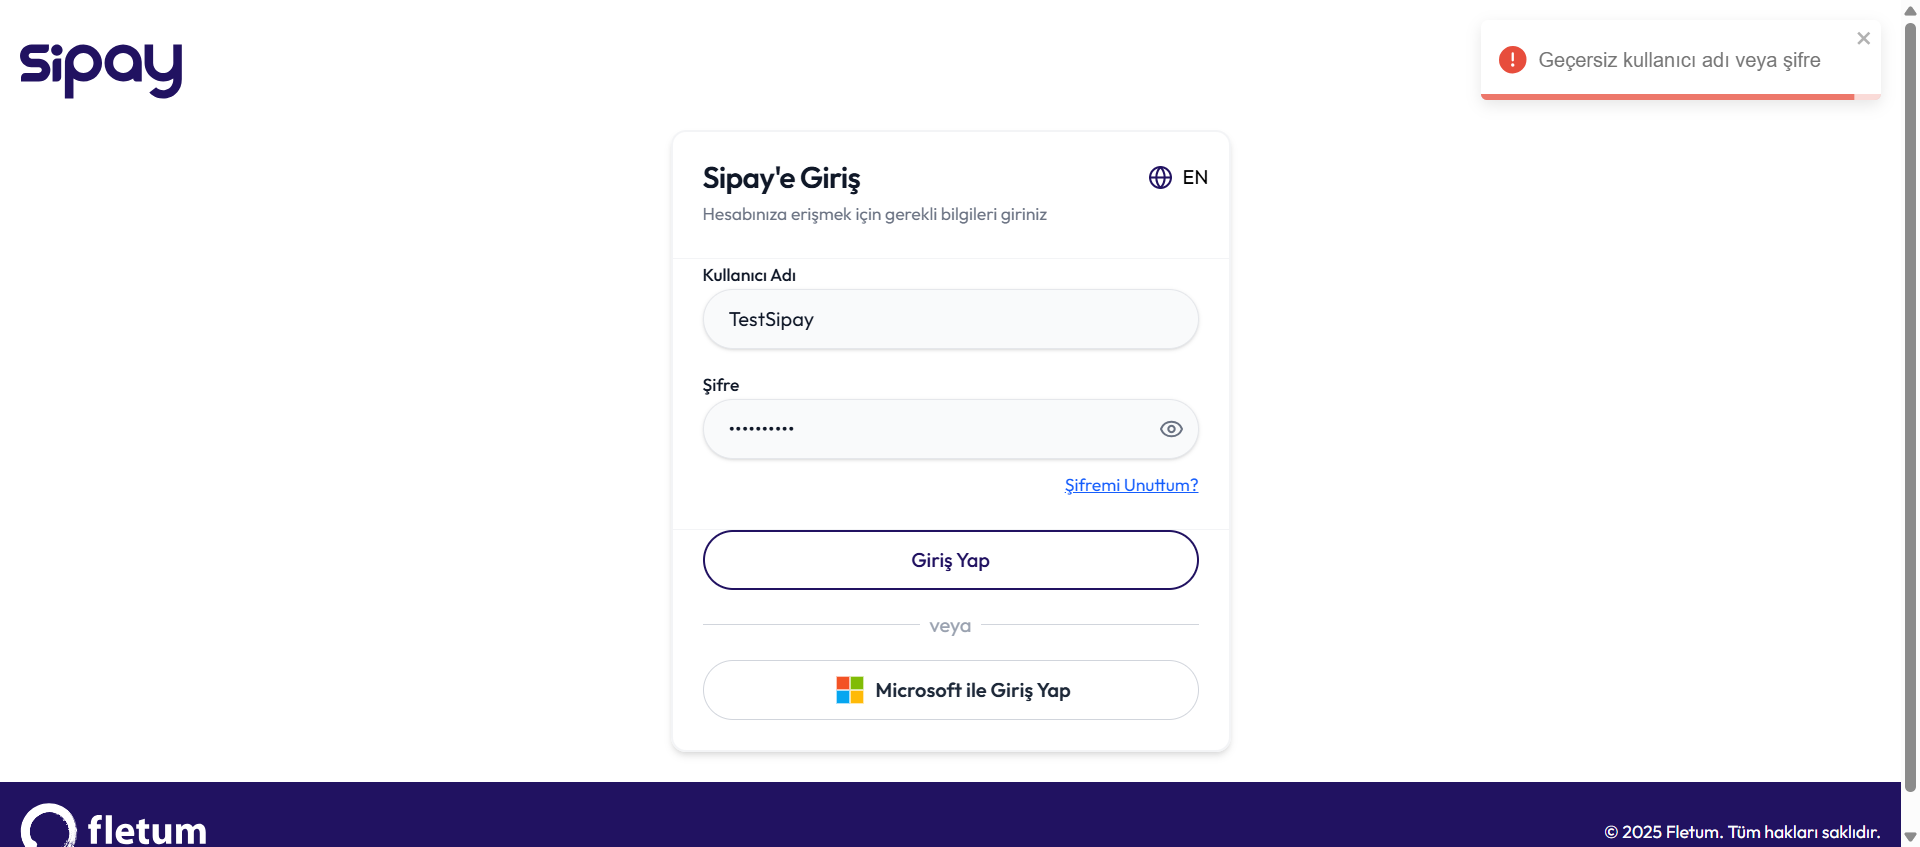 sipay
Geçersiz kullanıcı adı veya şifre
Sipay'e Giriş
EN
Hesabınıza erişmek için gerekli bilgileri giriniz
Kullanıcı Adı
TestSipay
Şifre
••••••••••
Şifremi Unuttum?
Giriş Yap
veya
Microsoft ile Giriş Yap
fletum
© 2025 Fletum. Tüm hakları saklıdır.